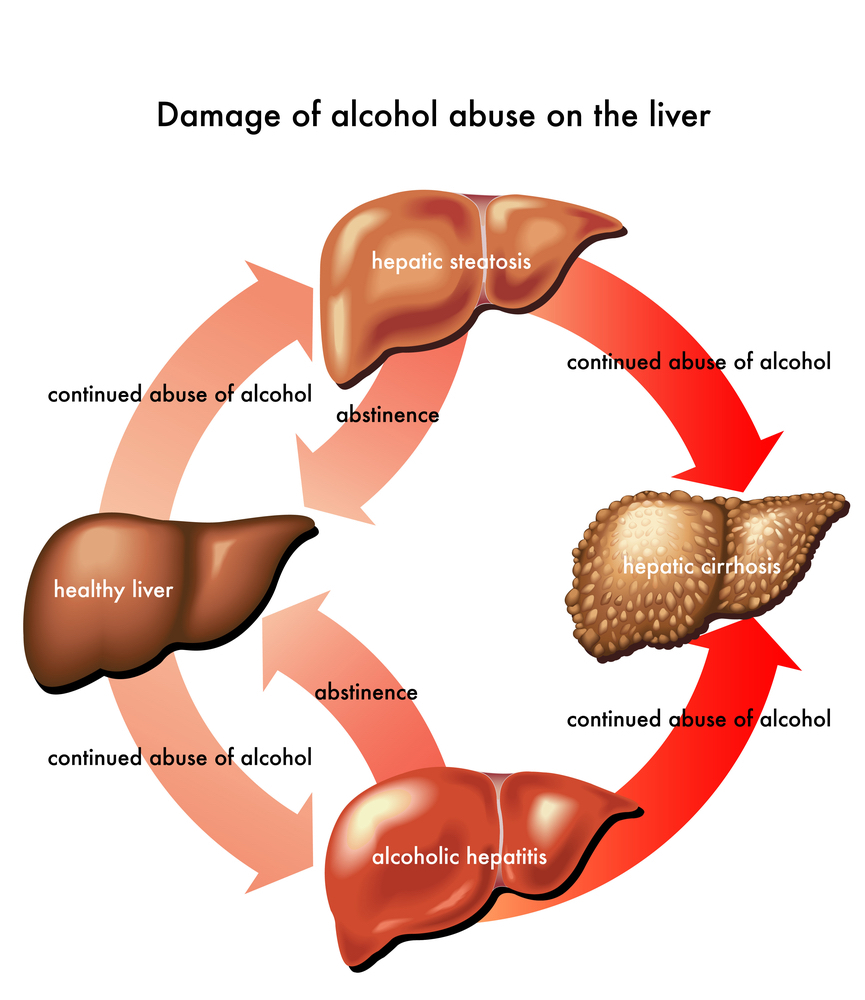 Damage of alcohol abuse on the liver
hepatic steatosis
continued abuse of alcohol
continued abuse of alcohol
abstinence
hepatic cirrhosis
healthy liver
abstinence
continued abuse of alcohol
continued abuse of alcohol
alcoholic hepatitis